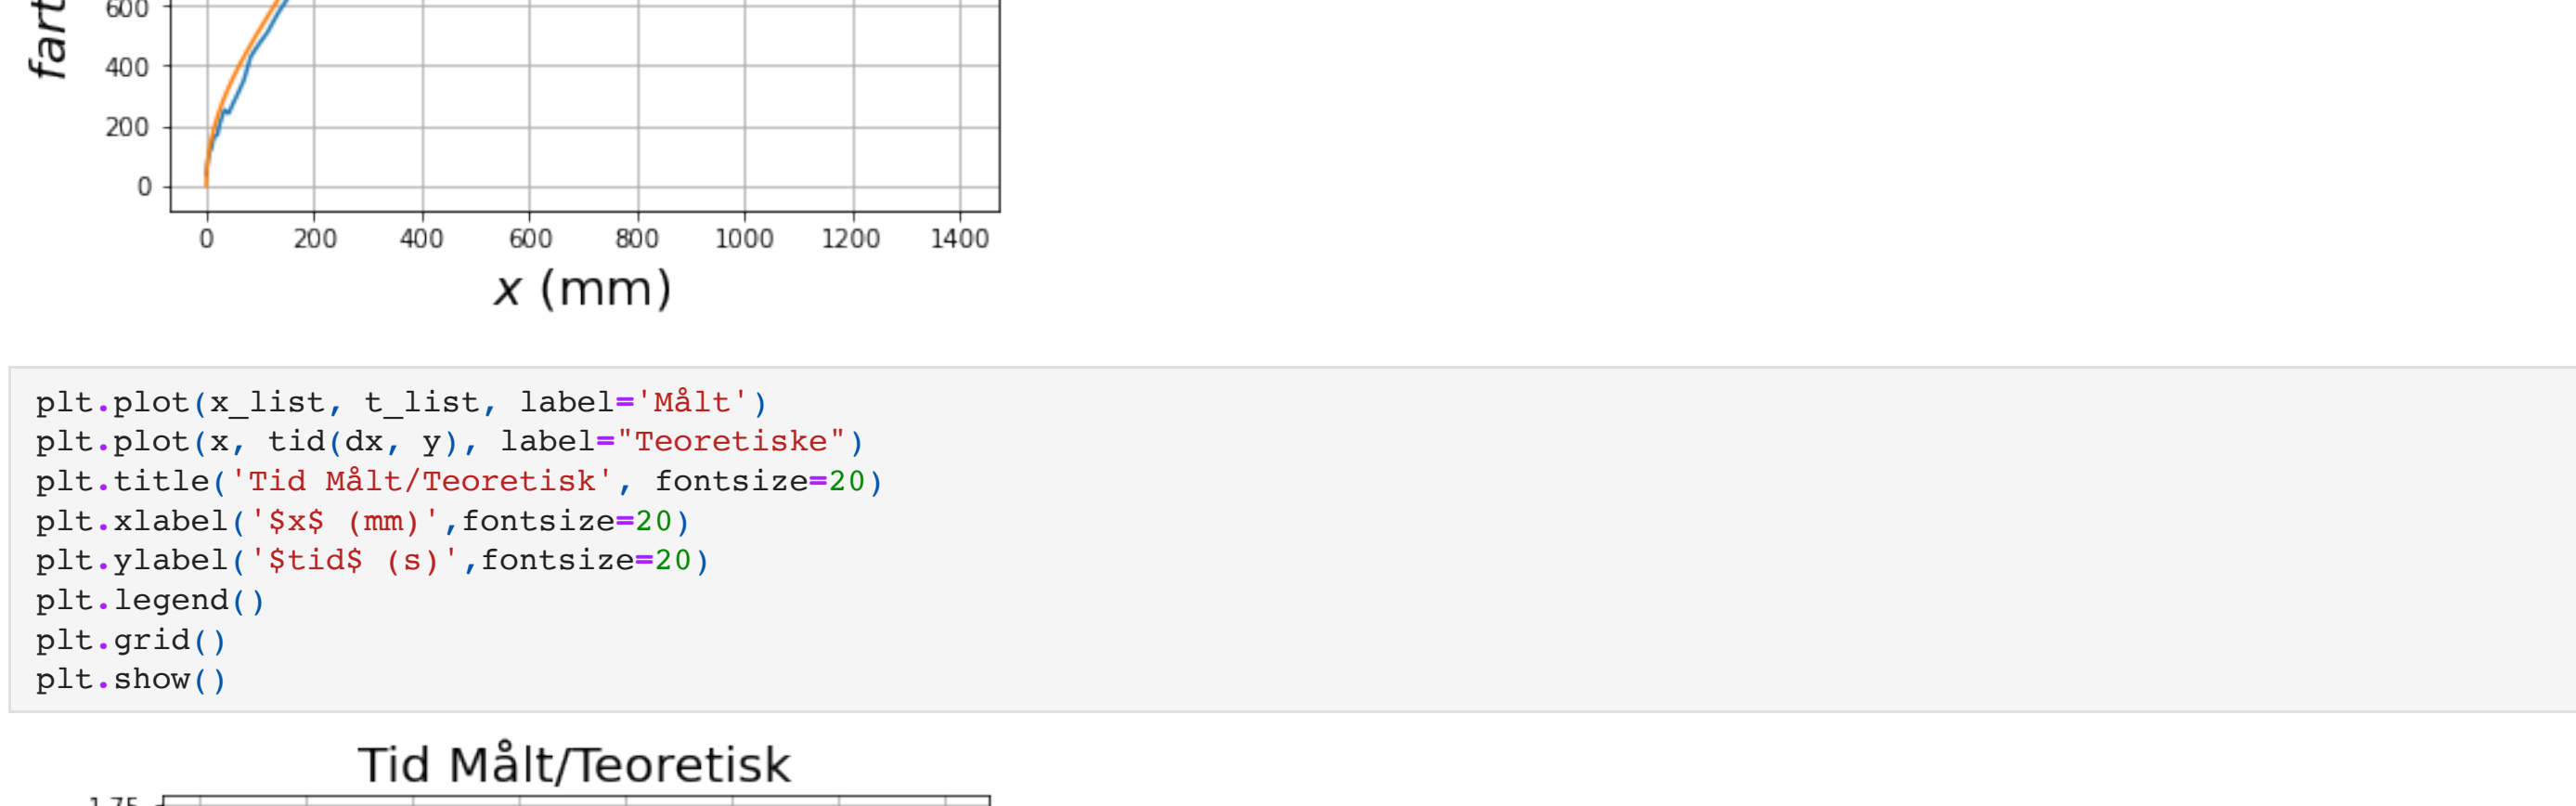 fart
600
400
200
0
0 200 400 600 800 1000 1200 1400
x (mm)
plt.plot(x_list, t_list, label='Målt')
plt.plot(x, tid(dx, y), label="Teoretiske")
plt.title('Tid Målt/Teoretisk', fontsize=20)
plt.xlabel('$x$ (mm)',fontsize=20)
plt.ylabel('$tid$ (s)',fontsize=20)
plt.legend()
plt.grid()
plt.show()
Tid Målt/Teoretisk
1.75